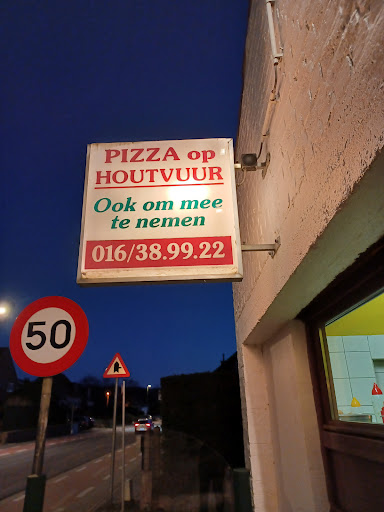 PIZZA op
HOUTVUUR
Ook om mee
te nemen
016/38.99.22
50